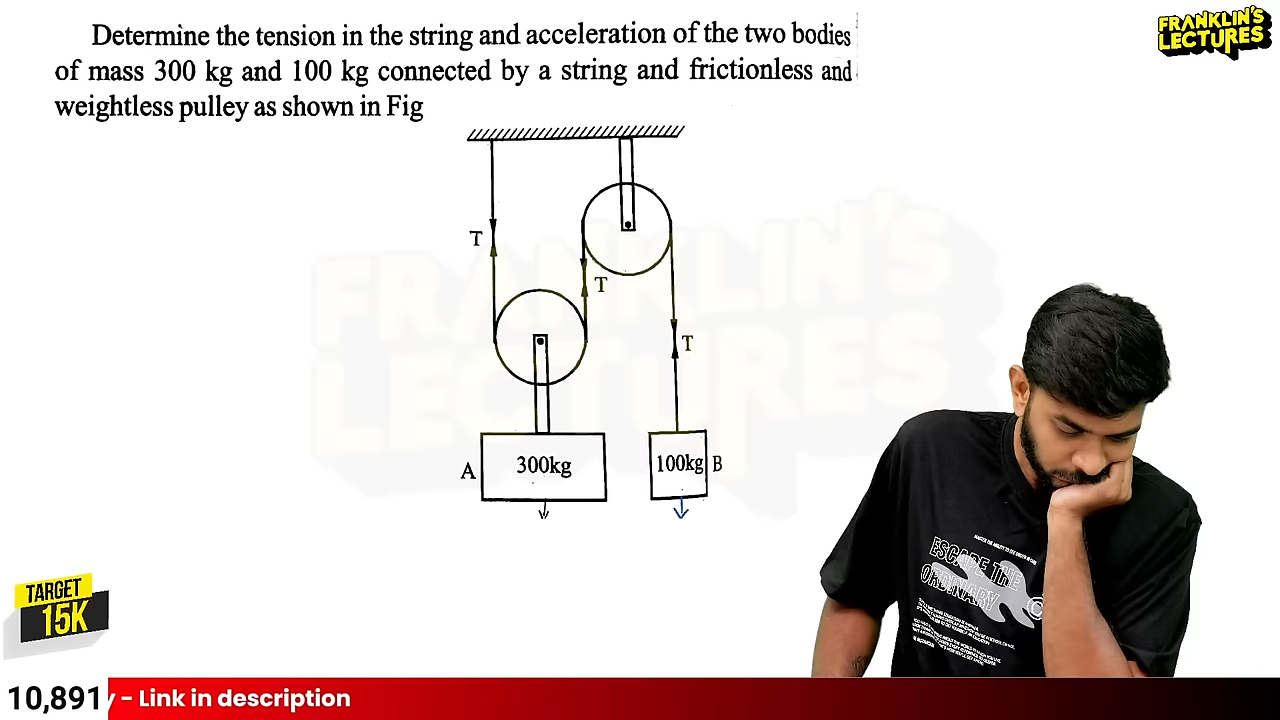 Determine the tension in the string and acceleration of the two bodies
of mass 300 kg and 100 kg connected by a string and frictionless and
weightless pulley as shown in Fig
FRANKLIN'S
LECTURES
T
T
T
A
300kg
100kg
B
FRANKLIN'S
LECTURES
ESCAPE THE
ORDINARY
TARGET
15K
10,891
- Link in description